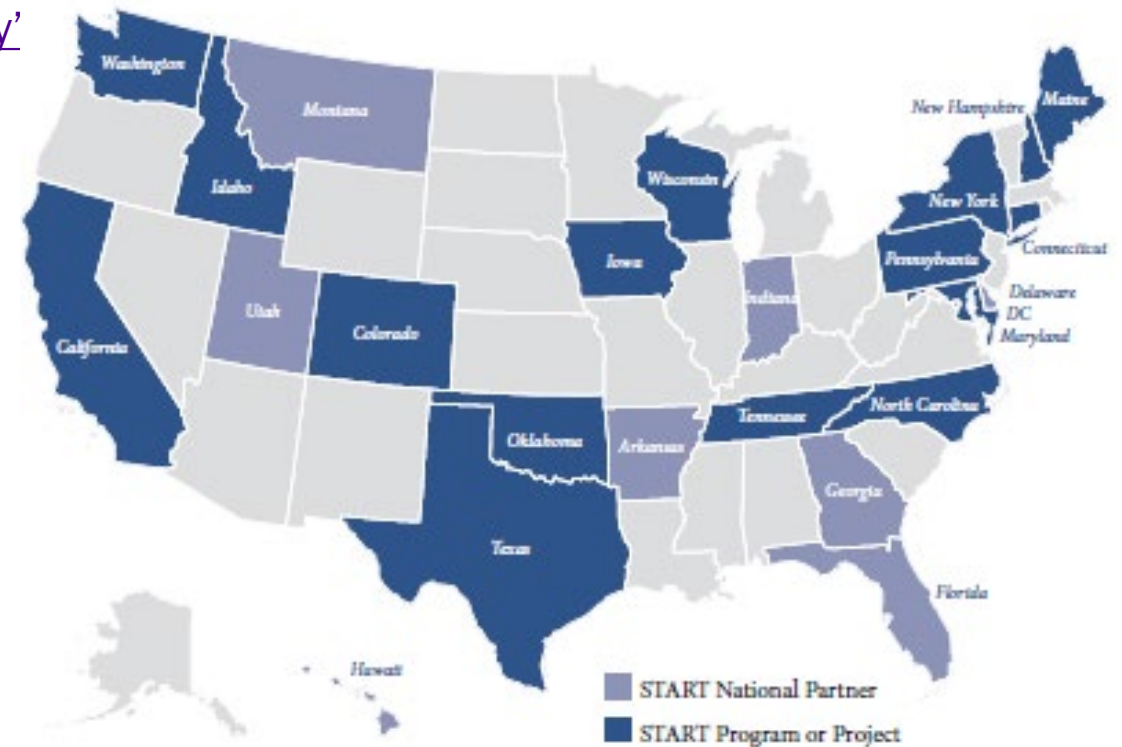 y'
Washington
Montana
Idaho
Wisconsin
New Hampshire
Maine
New York
Connecticut
Iowa
Pennsylvania
Utah
Indiana
Delaware
DC
Maryland
California
Colorado
Tennessee
North Carolina
Oklahoma
Arkansas
Georgia
Texas
Florida
Hawaii
START National Partner
START Program or Project